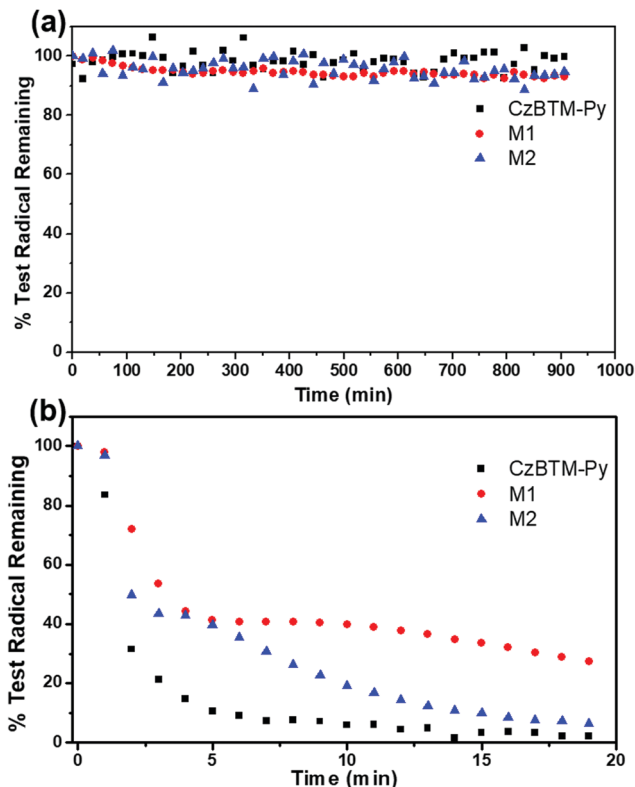 (a)
100
80
60
40
20
0
% Test Radical Remaining
CzBTM-Py
M1
M2
0 100 200 300 400 500 600 700 800 900 1000
Time (min)
(b)
100
80
60
40
20
0
% Test Radical Remaining
CzBTM-Py
M1
M2
0 5 10 15 20
Time (min)